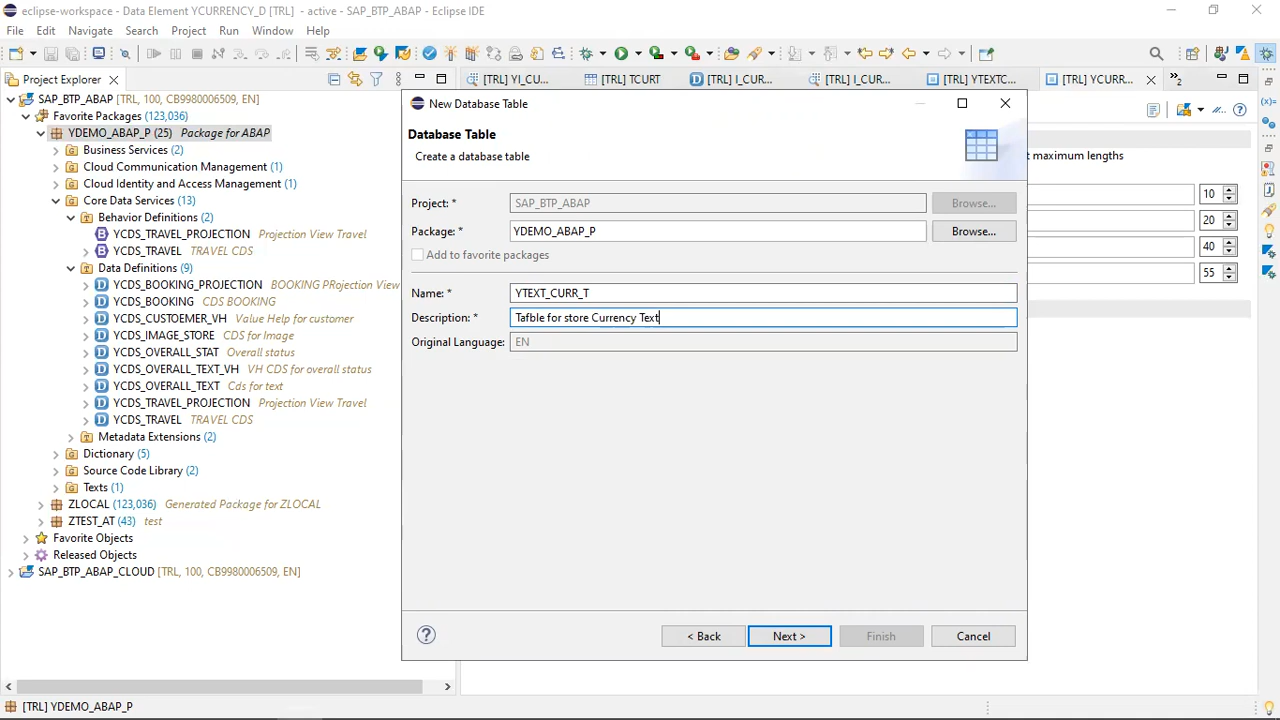 eclipse-workspace - Data Element YCURRENCY_D [TRL] - active - SAP_BTP_ABAP - Eclipse IDE
File Edit Navigate Search Project Run Window Help
Project Explorer
[TRL] YI_CU...
[TRL] TCURT
[TRL] I_CUR...
[TRL] I_CUR...
[TRL] YTEXTC...
[TRL] YCURR...
»2
SAP_BTP_ABAP [TRL, 100, CB9980006509, EN]
Favorite Packages (123,036)
YDEMO_ABAP_P (25) Package for ABAP
Business Services (2)
Cloud Communication Management (1)
Cloud Identity and Access Management (1)
Core Data Services (13)
Behavior Definitions (2)
YCDS_TRAVEL_PROJECTION Projection View Travel
YCDS_TRAVEL TRAVEL CDS
Data Definitions (9)
YCDS_BOOKING_PROJECTION BOOKING PRojection View
YCDS_BOOKING CDS BOOKING
YCDS_CUSTOEMER_VH Value Help for customer
YCDS_IMAGE_STORE CDS for Image
YCDS_OVERALL_STAT Overall status
YCDS_OVERALL_TEXT_VH VH CDS for overall status
YCDS_OVERALL_TEXT Cds for text
YCDS_TRAVEL_PROJECTION Projection View Travel
YCDS_TRAVEL TRAVEL CDS
Metadata Extensions (2)
Dictionary (5)
Source Code Library (2)
Texts (1)
ZLOCAL (123,036) Generated Package for ZLOCAL
ZTEST_AT (43) test
Favorite Objects
Released Objects
SAP_BTP_ABAP_CLOUD [TRL, 100, CB9980006509, EN]
New Database Table
Database Table
Create a database table
Project: * SAP_BTP_ABAP Browse...
Package: * YDEMO_ABAP_P Browse...
Add to favorite packages
Name: * YTEXT_CURR_T
Description: * Tafble for store Currency Text
Original Language: EN
< Back Next > Finish Cancel
t maximum lengths
10
20
40
55
[TRL] YDEMO_ABAP_P